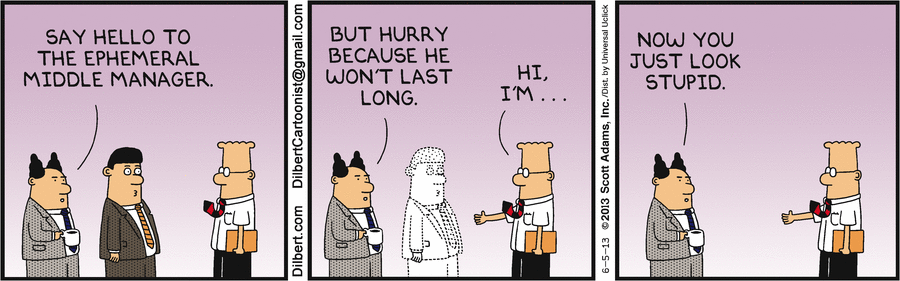 SAY HELLO TO
THE EPHEMERAL
MIDDLE MANAGER.
Dilbert.com DilbertCartoonist@gmail.com
BUT HURRY
BECAUSE HE
WON'T LAST
LONG.
HI,
I'M ...
6-5-13 ©2013 Scott Adams, Inc. /Dist. by Universal Uclick
NOW YOU
JUST LOOK
STUPID.